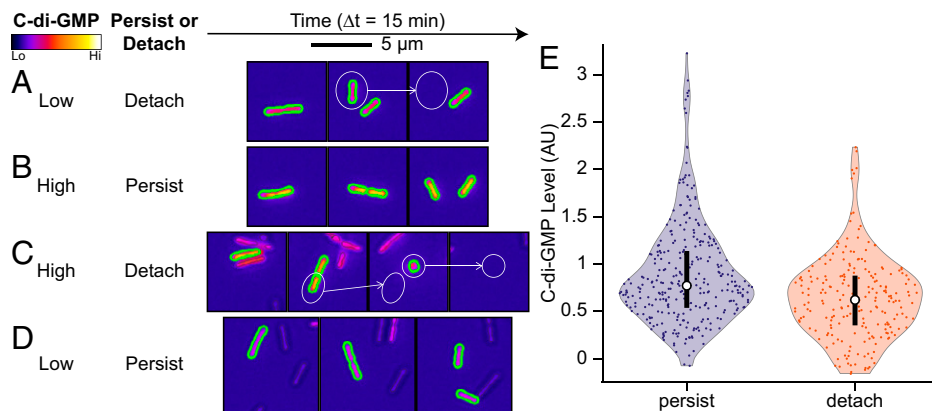 C-di-GMP
Lo Hi
Persist or
Detach
Time (Δt = 15 min)
5 μm
A
Low
Detach
B
High
Persist
C
High
Detach
D
Low
Persist
E
C-di-GMP Level (AU)
3
2.5
2
1.5
1
0.5
0
persist
detach